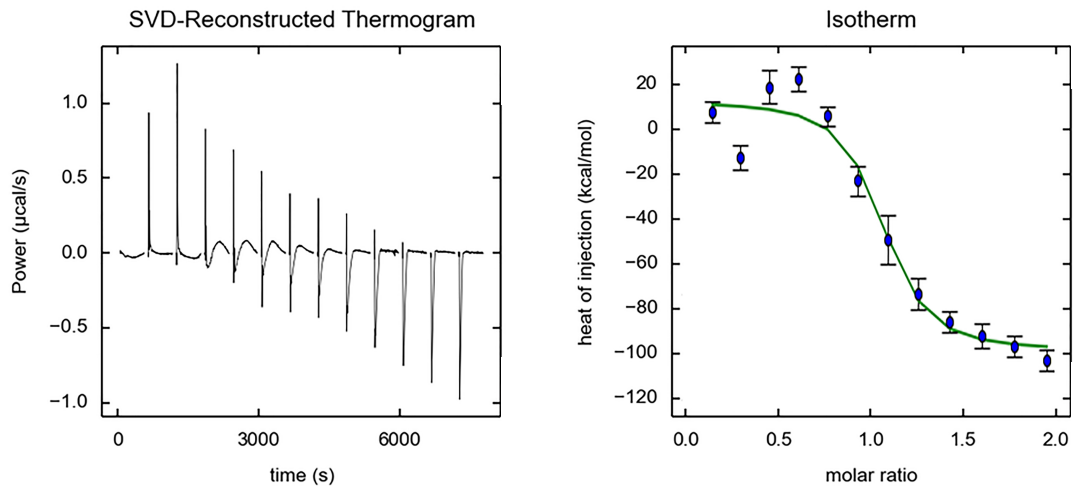 SVD-Reconstructed Thermogram
Power (μcal/s)
1.0
0.5
0.0
−0.5
−1.0
0 3000 6000
time (s)
Isotherm
heat of injection (kcal/mol)
20
0
−20
−40
−60
−80
−100
−120
0.0 0.5 1.0 1.5 2.0
molar ratio